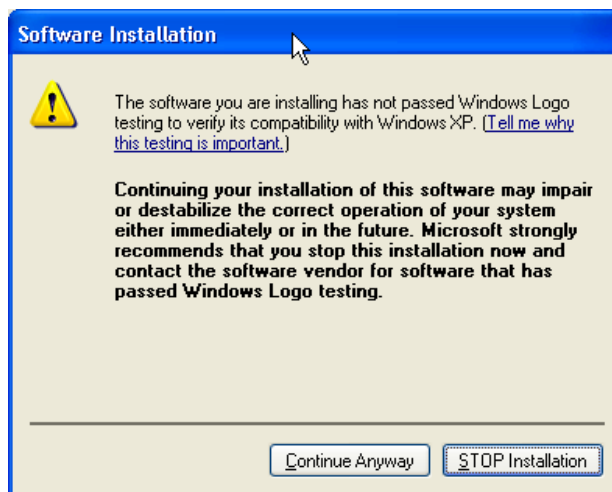 Software Installation
The software you are installing has not passed Windows Logo
testing to verify its compatibility with Windows XP. (Tell me why
this testing is important.)
Continuing your installation of this software may impair
or destabilize the correct operation of your system
either immediately or in the future. Microsoft strongly
recommends that you stop this installation now and
contact the software vendor for software that has
passed Windows Logo testing.
Continue Anyway
STOP Installation